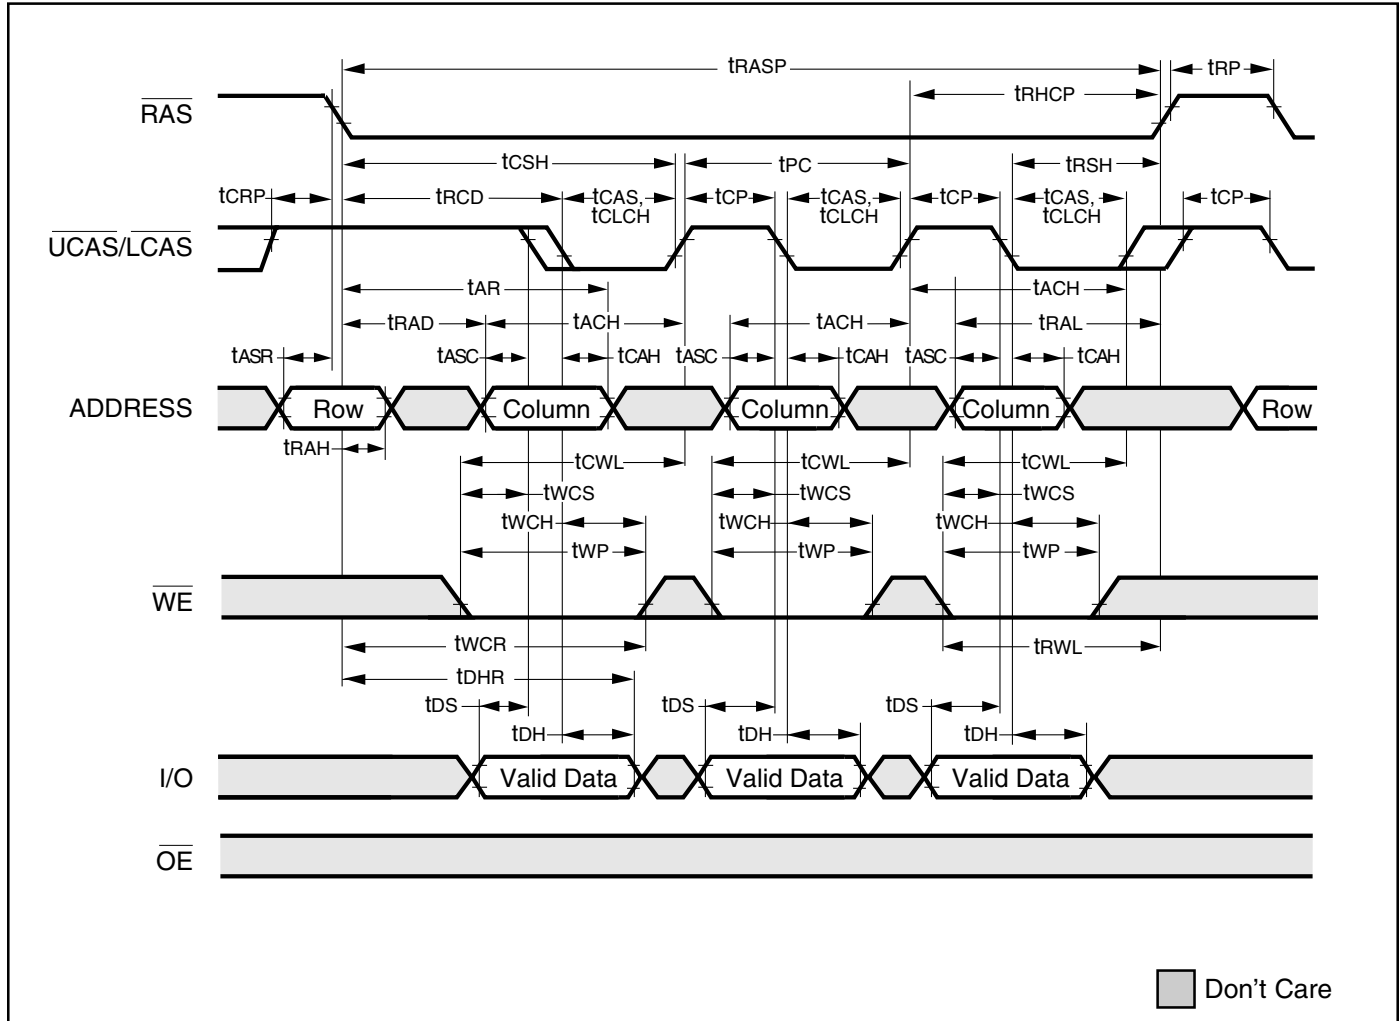 tRASP
tRP
tRHCP
RAS
tCSH
tPC
tRSH
tCRP
tRCD
tCAS,
tCLCH
tCP
tCAS,
tCLCH
tCP
tCAS,
tCLCH
tCP
UCAS/LCAS
tAR
tACH
tRAD
tACH
tACH
tRAL
tASR
tASC
tCAH
tASC
tCAH
tASC
tCAH
ADDRESS
Row
Column
Column
Column
Row
tRAH
tCWL
tCWL
tCWL
tWCS
tWCS
tWCS
tWCH
tWCH
tWCH
tWP
tWP
tWP
WE
tWCR
tRWL
tDHR
tDS
tDS
tDS
tDH
tDH
tDH
I/O
Valid Data
Valid Data
Valid Data
OE
Don't Care